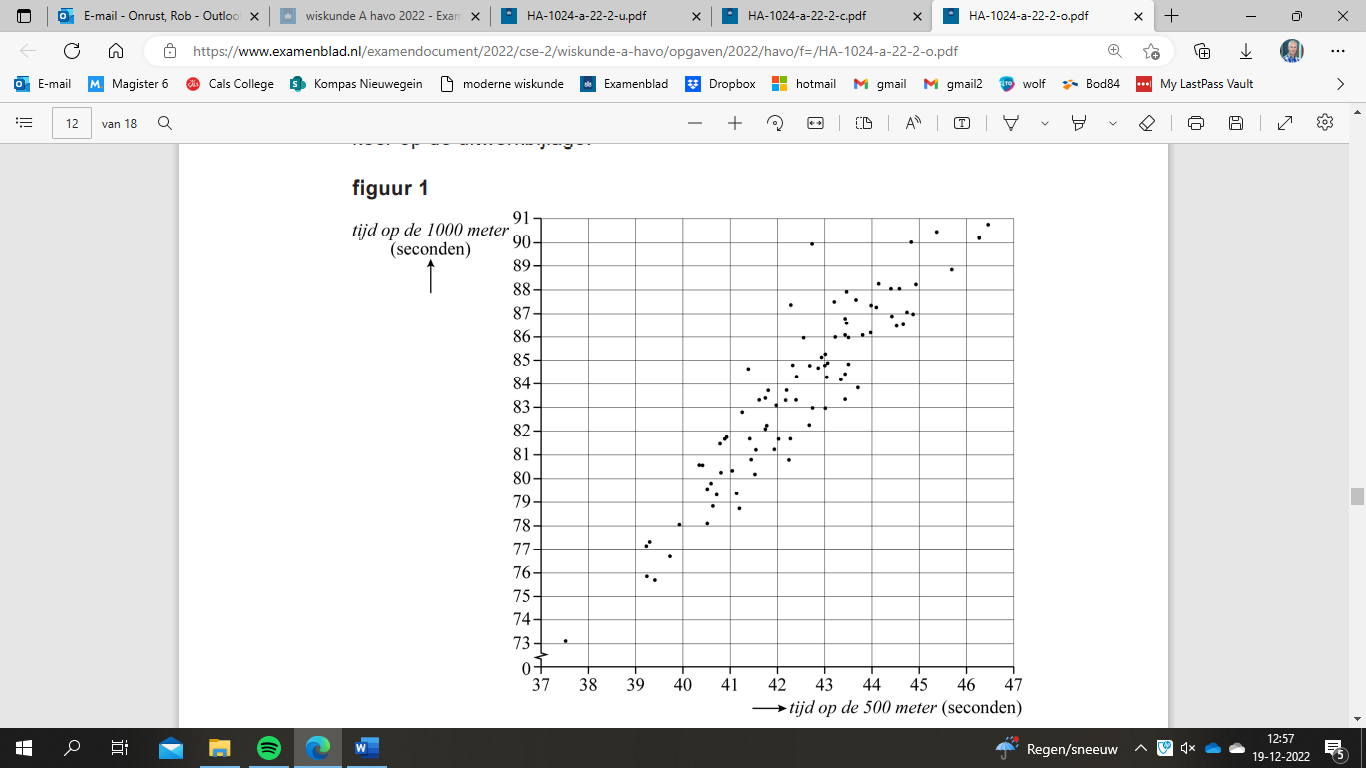 E-mail - Onrust, Rob - Outloo
wiskunde A havo 2022 - Exam
HA-1024-a-22-2-u.pdf
HA-1024-a-22-2-c.pdf
HA-1024-a-22-2-o.pdf
https://www.examenblad.nl/examendocument/2022/cse-2/wiskunde-a-havo/opgaven/2022/havo/f=/HA-1024-a-22-2-o.pdf
E-mail
Magister 6
Cals College
Kompas Nieuwegein
moderne wiskunde
Examenblad
Dropbox
hotmail
gmail
gmail2
wolf
Bod84
My LastPass Vault
12 van 18
figuur 1
tijd op de 1000 meter
(seconden)
91
90
89
88
87
86
85
84
83
82
81
80
79
78
77
76
75
74
73
0
37 38 39 40 41 42 43 44 45 46 47
tijd op de 500 meter (seconden)
Regen/sneeuw
12:57
19-12-2022
5